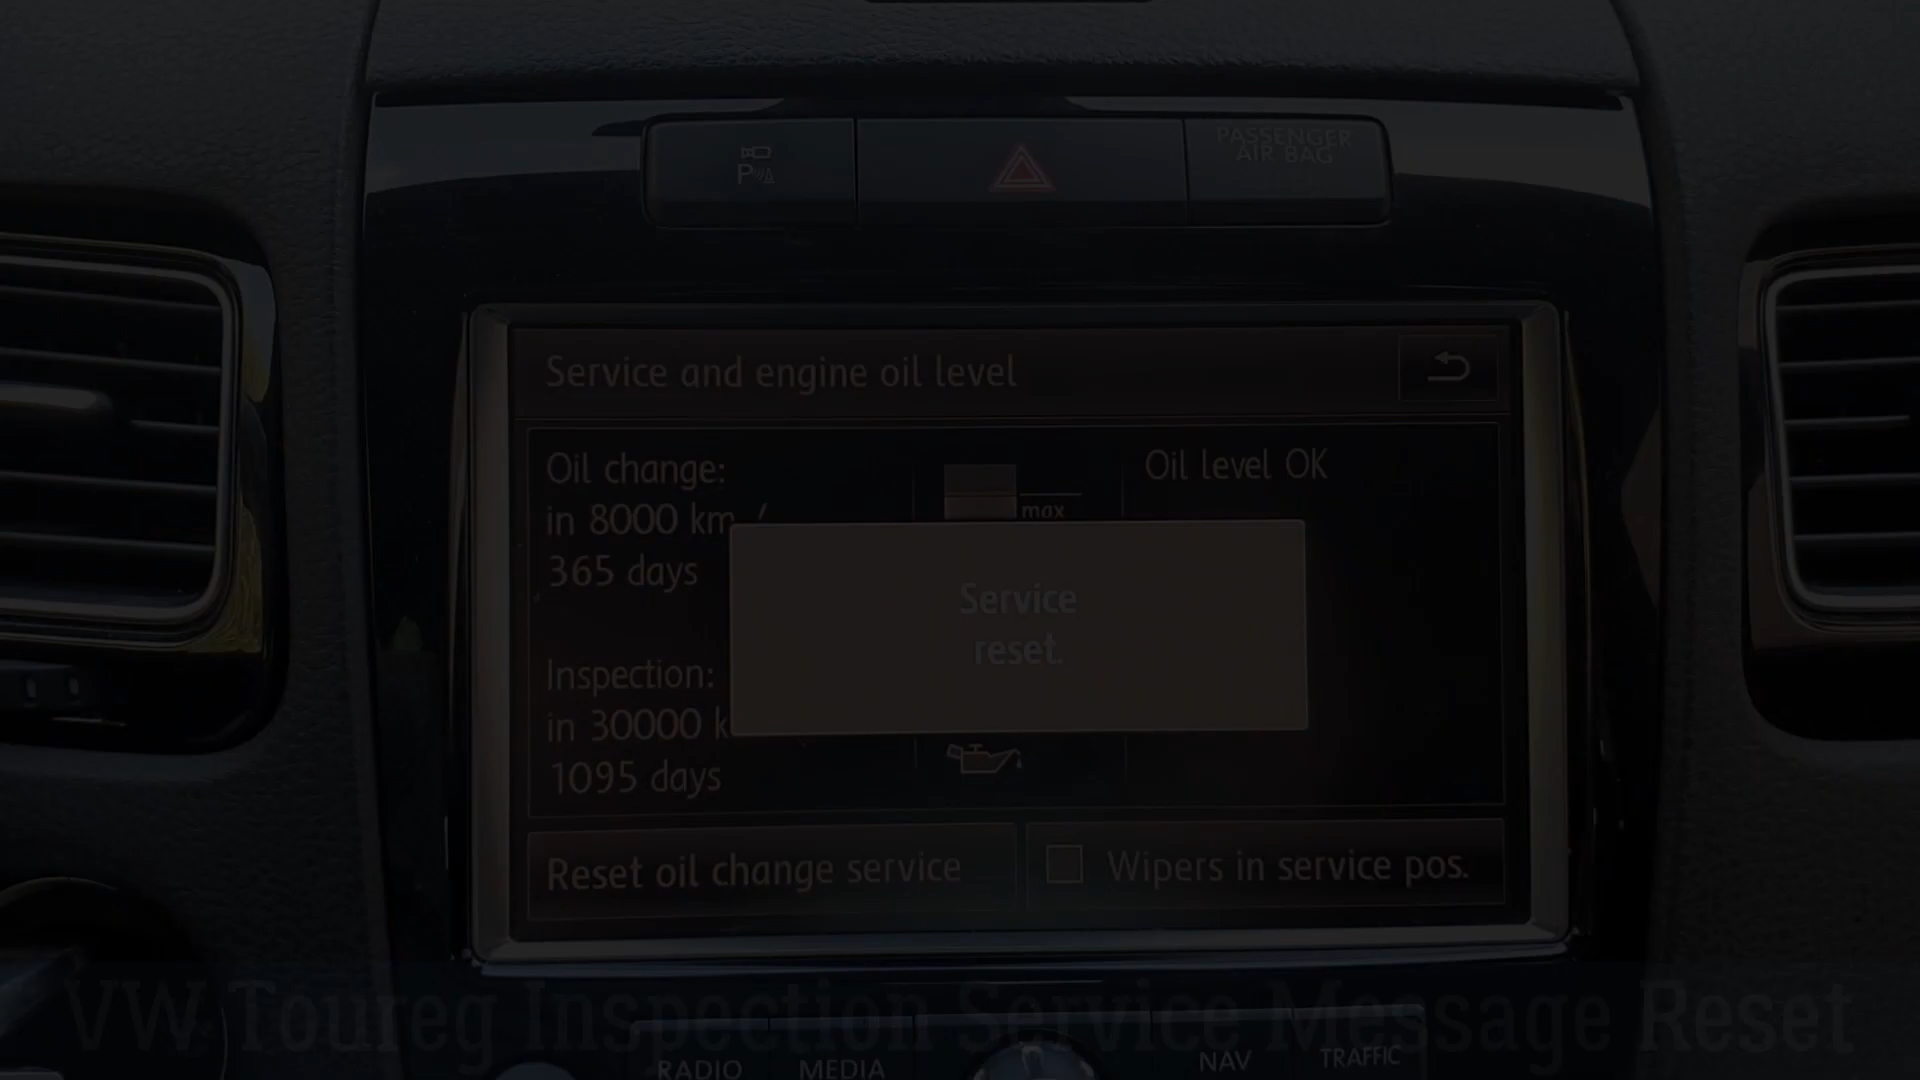 PASSENGER
AIR BAG
P
Service and engine oil level
Oil change:
in 8000 km /
365 days
max
Oil level OK
Service
reset.
Inspection:
in 30000 k
1095 days
Reset oil change service
Wipers in service pos.
VW Toureg Inspection Service Message Reset
RADIO
MEDIA
NAV
TRAFFIC